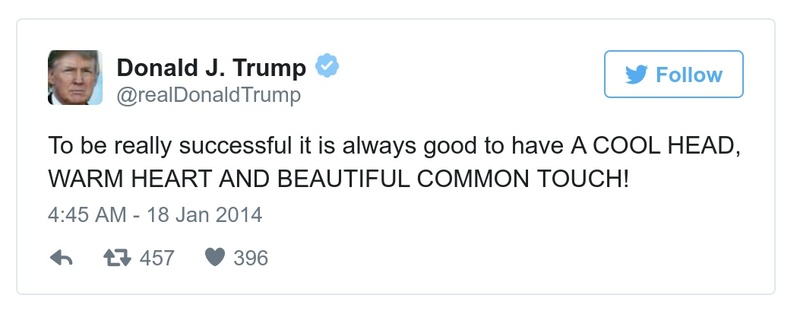 Donald J. Trump
@realDonaldTrump
Follow
To be really successful it is always good to have A COOL HEAD,
WARM HEART AND BEAUTIFUL COMMON TOUCH!
4:45 AM - 18 Jan 2014
457 396